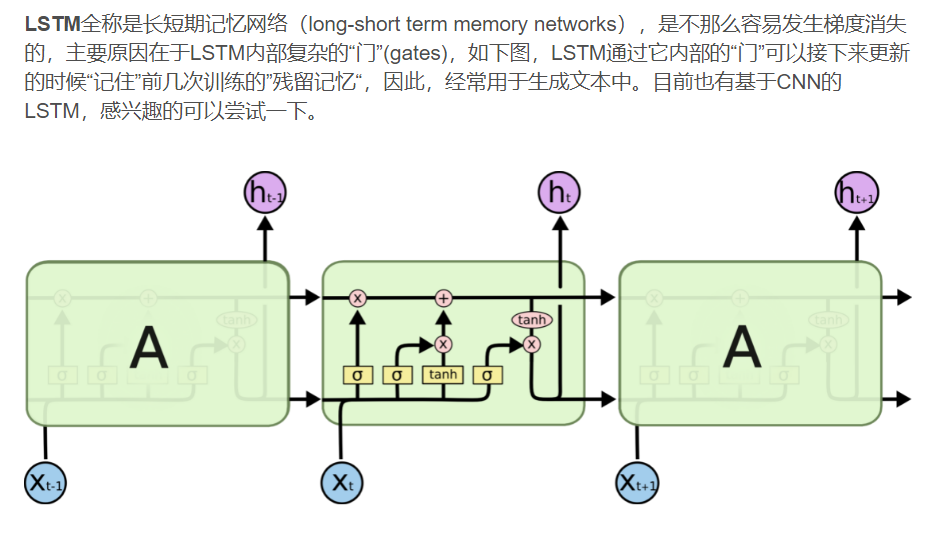 LSTM全称是长短期记忆网络（long-short term memory networks），是不那么容易发生梯度消失
的，主要原因在于LSTM内部复杂的“门”(gates)，如下图，LSTM通过它内部的“门”可以接下来更新
的时候“记住”前几次训练的”残留记忆“，因此，经常用于生成文本中。目前也有基于CNN的
LSTM，感兴趣的可以尝试一下。
ht-1 ht ht+1
x + tanh x + tanh x + tanh
A x x x A x
σ σ σ σ σ tanh σ σ σ σ
Xt-1 Xt Xt+1